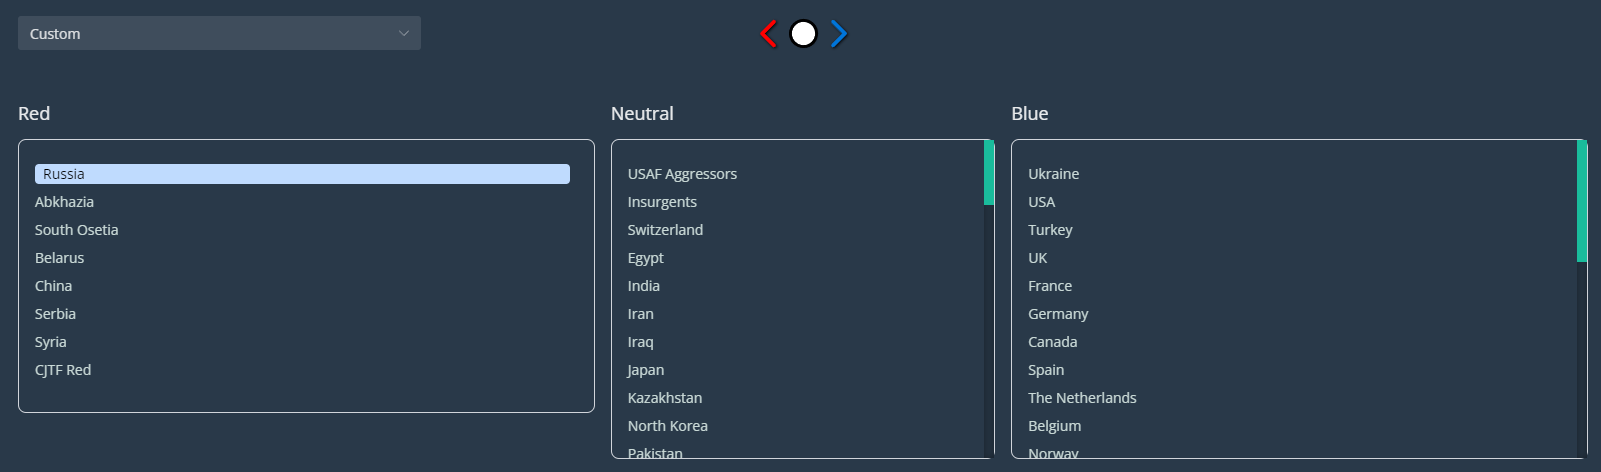 Custom
Red
Russia
Abkhazia
South Osetia
Belarus
China
Serbia
Syria
CJTF Red
Neutral
USAF Aggressors
Insurgents
Switzerland
Egypt
India
Iran
Iraq
Japan
Kazakhstan
North Korea
Pakistan
Blue
Ukraine
USA
Turkey
UK
France
Germany
Canada
Spain
The Netherlands
Belgium
Norway